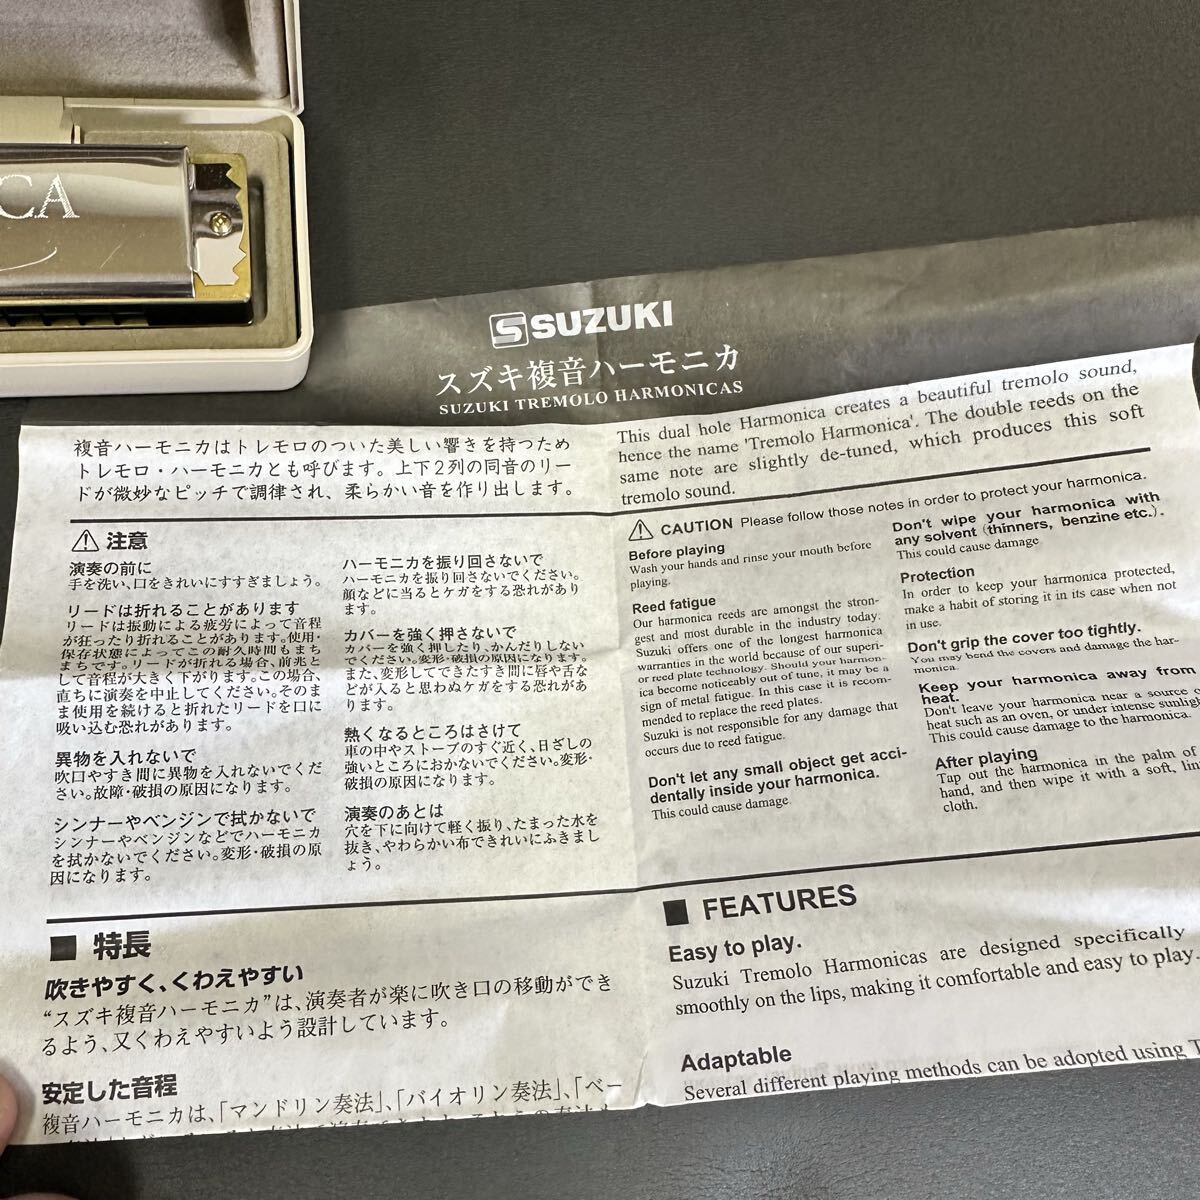 CA
SUZUKI
スズキ複音ハーモニカ
SUZUKI TREMOLO HARMONICAS
複音ハーモニカはトレモロのついた美しい響きを持つため
トレモロ・ハーモニカとも呼びます。上下2列の同音のリー
ドが微妙なピッチで調律され、柔らかい音を作り出します。
注意
演奏の前に
手を洗い、口をきれいにすすぎましょう。
リードは折れることがあります
リードは振動による疲労によって音程
が狂ったり折れることがあります。使用・
保存状態によってこの耐久時間もまち
まちです。リードが折れる場合、前兆と
して音程が大きく下がります。この場合、
直ちに演奏を中止してください。そのま
ま使用を続けると折れたリードを口に
吸い込む恐れがあります。
異物を入れないで
吹口やすき間に異物を入れないでくだ
さい。故障・破損の原因になります。
シンナーやベンジンで拭かないで
シンナーやベンジンなどでハーモニカ
を拭かないでください。変形・破損の原
因になります。
ハーモニカを振り回さないで
ハーモニカを振り回さないでください。
顔などに当るとケガをする恐れがあり
ます。
カバーを強く押さないで
カバーを強く押したり、かんだりしない
でください。変形・破損の原因になります。
また、変形してできたすき間に唇や舌な
どが入ると思わぬケガをする恐れがあ
ります。
熱くなるところはさけて
車の中やストーブのすぐ近く、日ざしの
強いところにおかないでください。変形・
破損の原因になります。
演奏のあとは
穴を下に向けて軽く振り、たまった水を
抜き、やわらかい布できれいにふきまし
ょう。
■ 特長
吹きやすく、くわえやすい
“スズキ複音ハーモニカ”は、演奏者が楽に吹き口の移動ができ
るよう、又くわえやすいよう設計しています。
安定した音程
複音ハーモニカは、「マンドリン奏法」、「バイオリン奏法」、「ベー
This dual hole Harmonica creates a beautiful tremolo sound,
hence the name 'Tremolo Harmonica'. The double reeds on the
same note are slightly de-tuned, which produces this soft
tremolo sound.
CAUTION Please follow those notes in order to protect your harmonica.
Before playing
Wash your hands and rinse your mouth before
playing.
Reed fatigue
Our harmonica reeds are amongst the stron-
gest and most durable in the industry today.
Suzuki offers one of the longest harmonica
warranties in the world because of our superi-
or reed plate technology. Should your harmon-
ica become noticeably out of tune, it may be a
sign of metal fatigue. In this case it is recom-
mended to replace the reed plates.
Suzuki is not responsible for any damage that
occurs due to reed fatigue.
Don't let any small object get acci-
dentally inside your harmonica.
This could cause damage.
Don't wipe your harmonica with
any solvent (thinners, benzine etc.).
This could cause damage
Protection
In order to keep your harmonica protected,
make a habit of storing it in its case when not
in use.
Don't grip the cover too tightly.
You may bend the covers and damage the har-
monica.
Keep your harmonica away from
heat.
Don't leave your harmonica near a source
heat such as an oven, or under intense sunlig
This could cause damage to the harmonica.
After playing
Tap out the harmonica in the palm of
hand, and then wipe it with a soft, lin
cloth.
■ FEATURES
Easy to play.
Suzuki Tremolo Harmonicas are designed specifically
smoothly on the lips, making it comfortable and easy to play.
Adaptable
Several different playing methods can be adopted using T